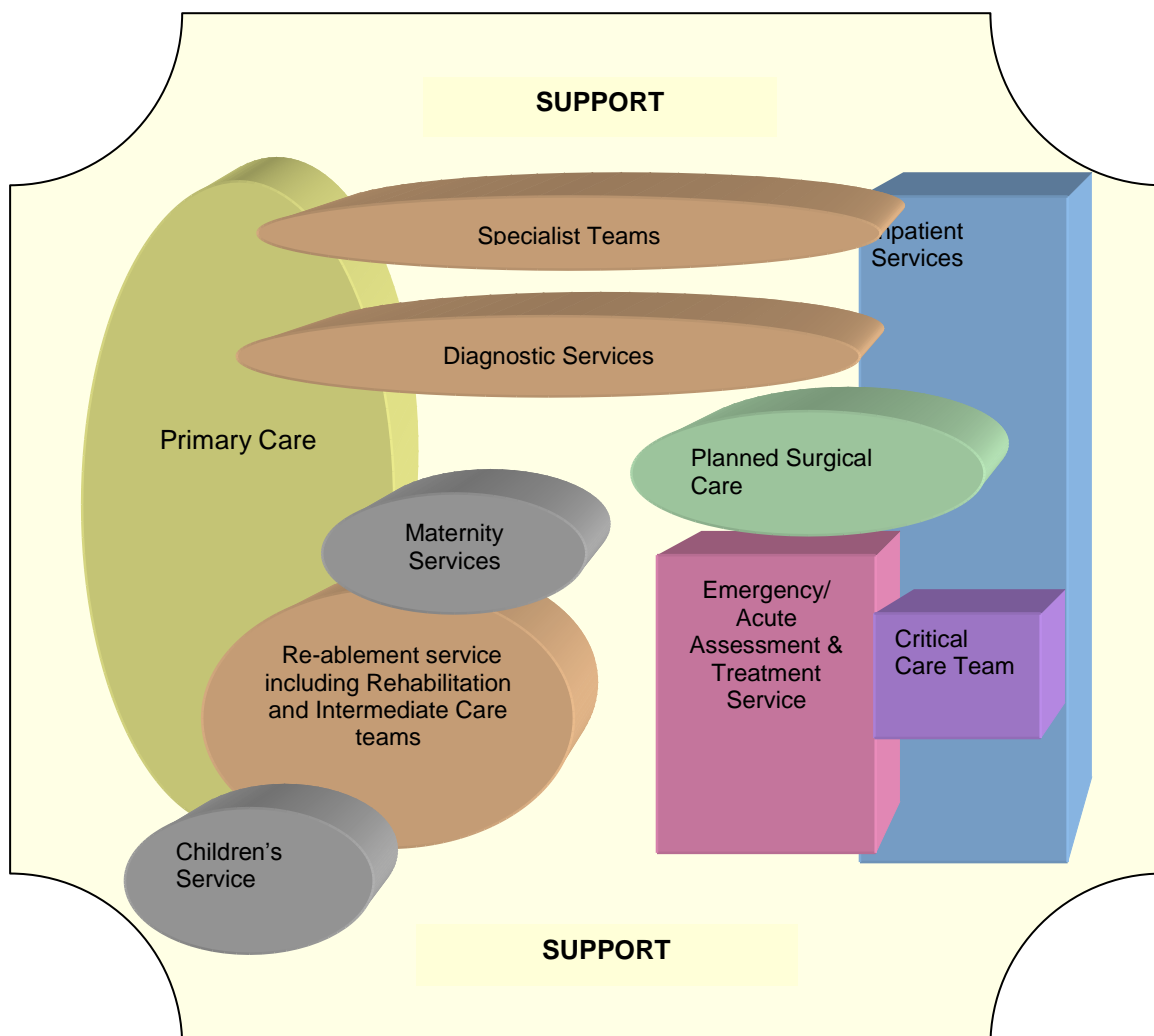 SUPPORT
Specialist Teams
npatient
Services
Diagnostic Services
Primary Care
Planned Surgical
Care
Maternity
Services
Emergency/
Acute
Assessment &
Treatment
Service
Critical
Care Team
Re-ablement service
including Rehabilitation
and Intermediate Care
teams
Children’s
Service
SUPPORT